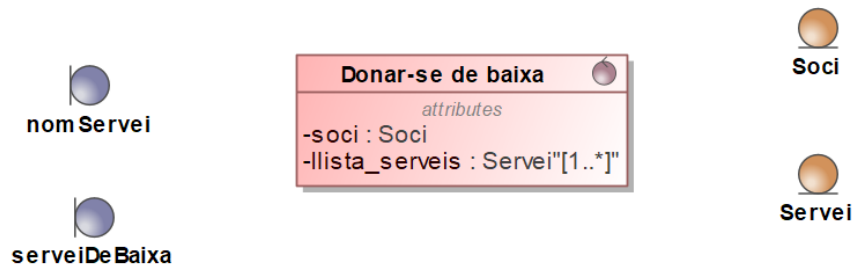 nomServei
serveiDeBaixa
Donar-se de baixa
attributes
-soci : Soci
-llista_serveis : Servei"[1..*]"
Soci
Servei